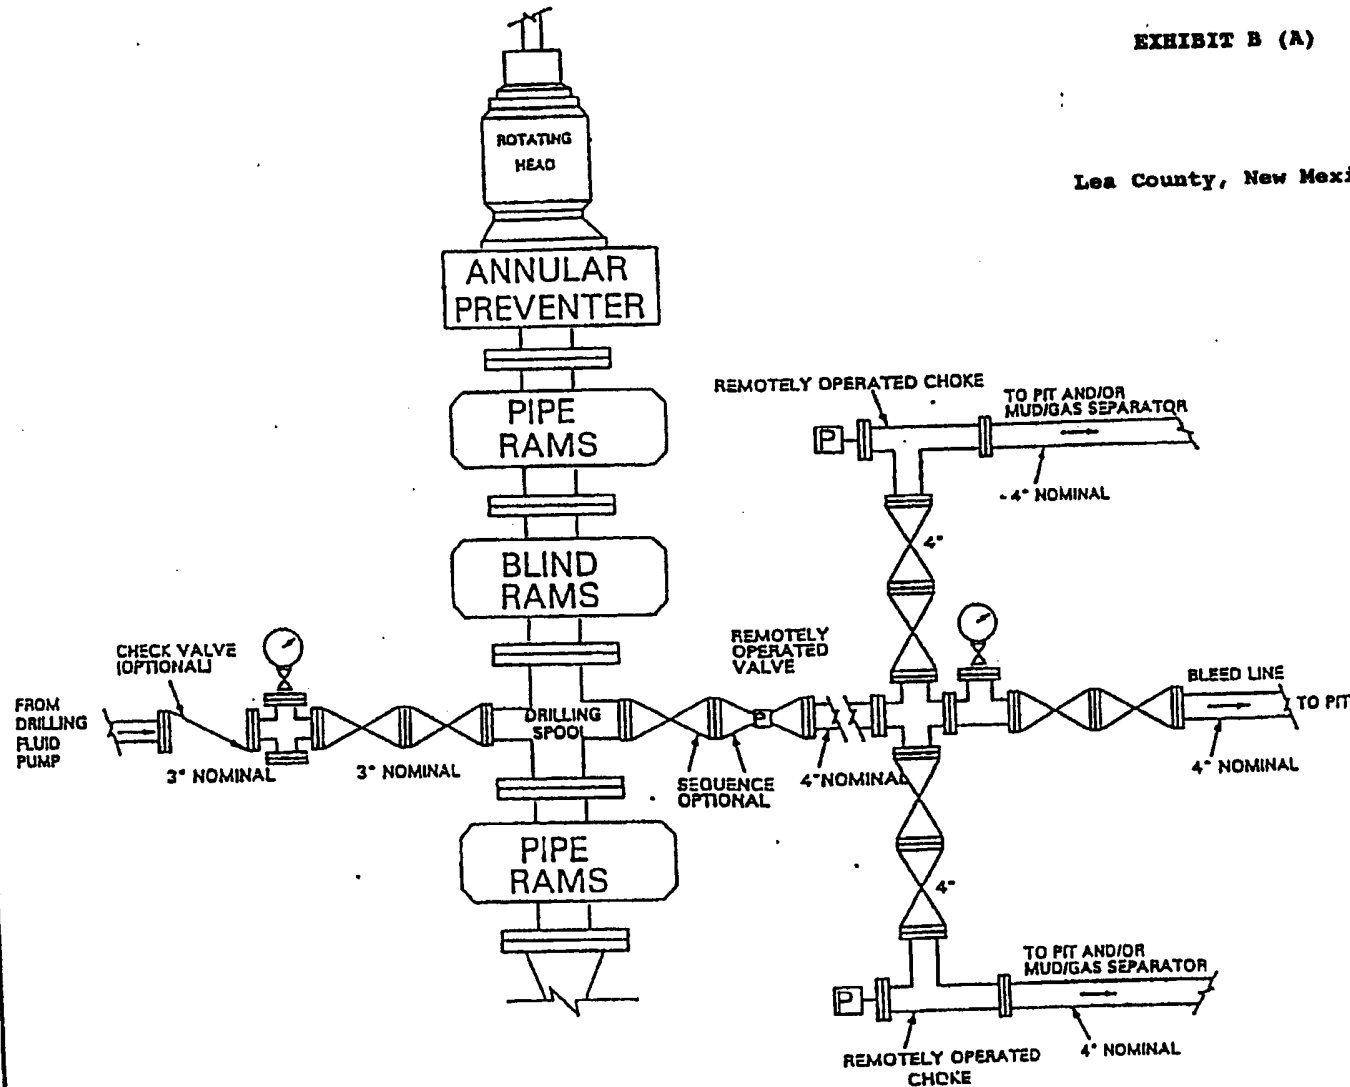 EXHIBIT B (A)
Lea County, New Mexi
ROTATING
HEAD
ANNULAR
PREVENTER
PIPE
RAMS
BLIND
RAMS
DRILLING
SPOOL
PIPE
RAMS
FROM
DRILLING
FLUID
PUMP
CHECK VALVE
(OPTIONAL)
3" NOMINAL
3" NOMINAL
SEQUENCE
OPTIONAL
REMOTELY
OPERATED
VALVE
P
4" NOMINAL
REMOTELY OPERATED CHOKE
P
TO PIT AND/OR
MUD/GAS SEPARATOR
4" NOMINAL
4"
BLEED LINE
TO PIT
4" NOMINAL
4"
TO PIT AND/OR
MUD/GAS SEPARATOR
P
REMOTELY OPERATED
CHOKE
4" NOMINAL